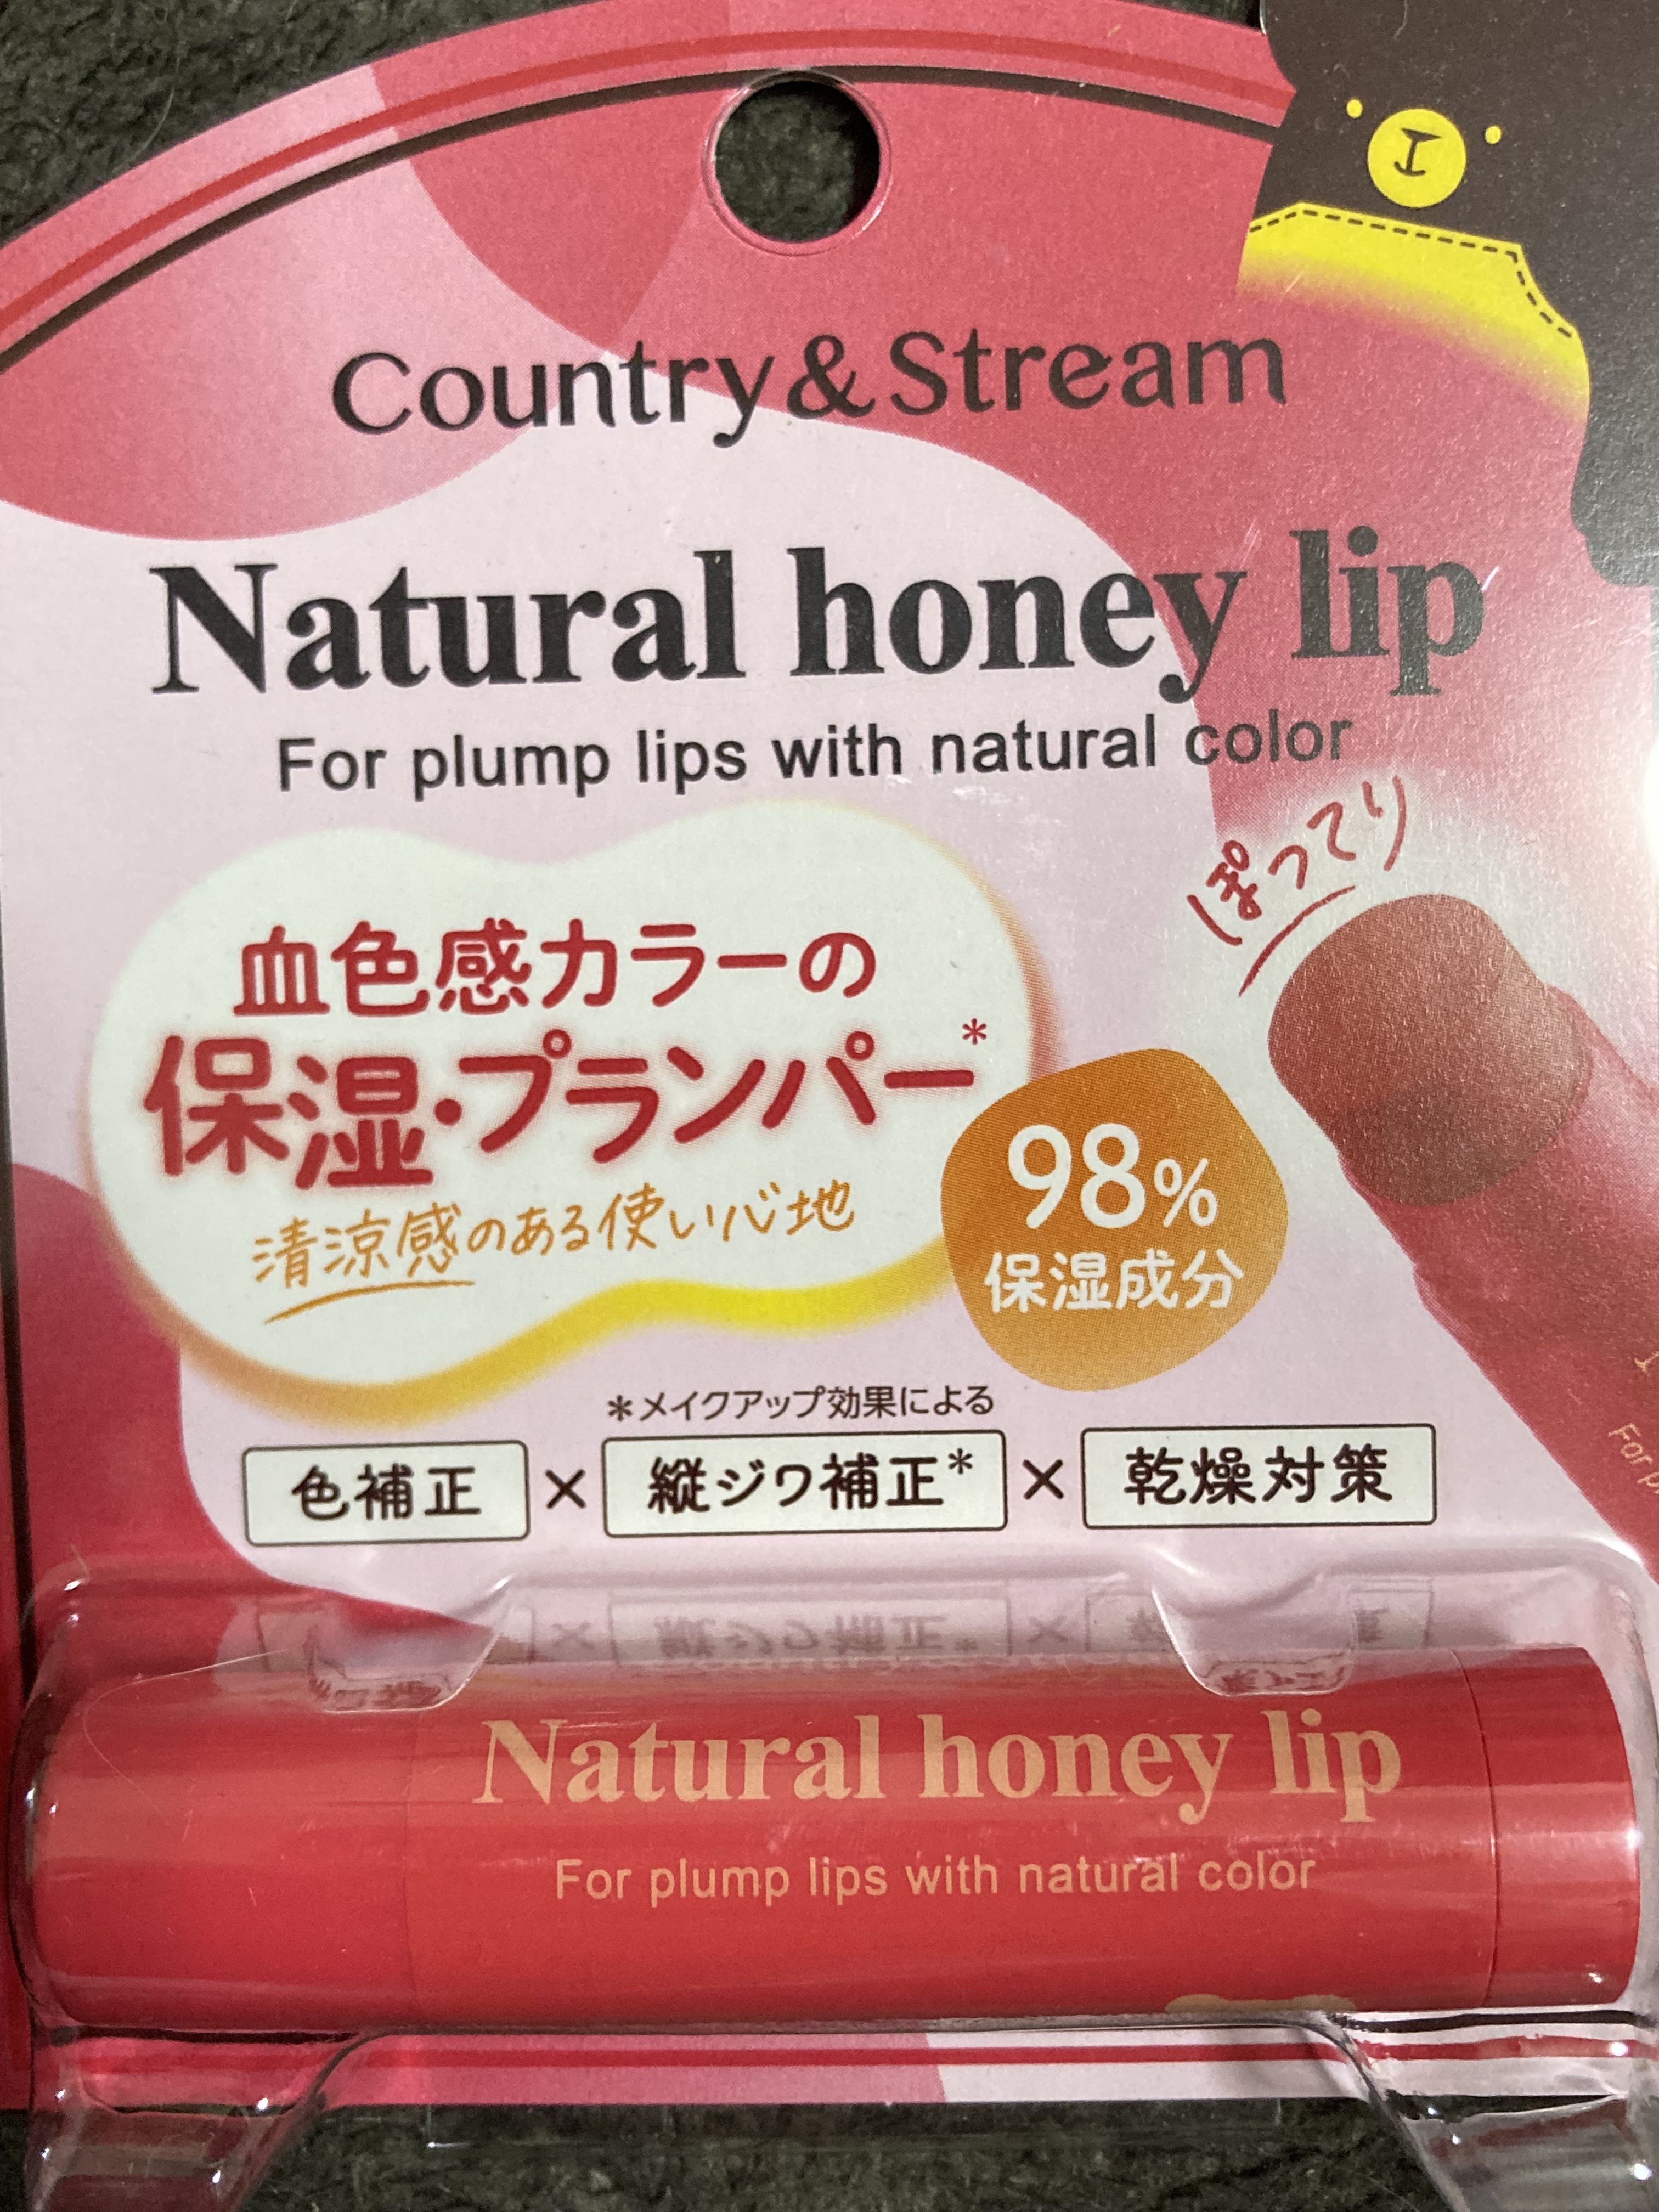 Country&Stream
Natural honey lip
For plump lips with natural color
ぽってり
血色感カラーの
保湿・プランパー*
清涼感のある使い心地
98%
保湿成分
*メイクアップ効果による
色補正×縦ジワ補正*×乾燥対策
Natural honey lip
For plump lips with natural color